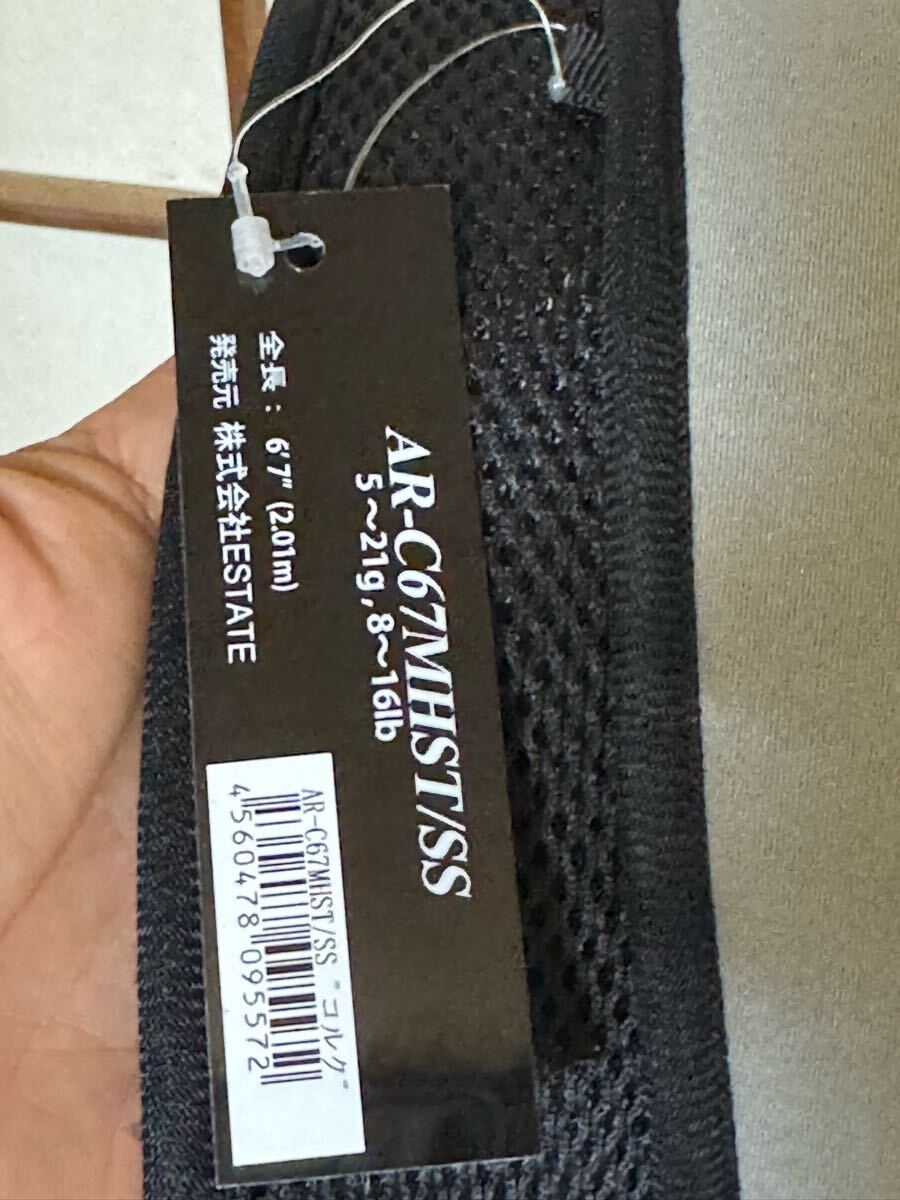 AR-C67MHST/SS
5～21g , 8～16lb
全長： 6'7" (2.01m)
発売元 株式会社ESTATE
AR-C67MHST/SS "コルク"
4560478095572